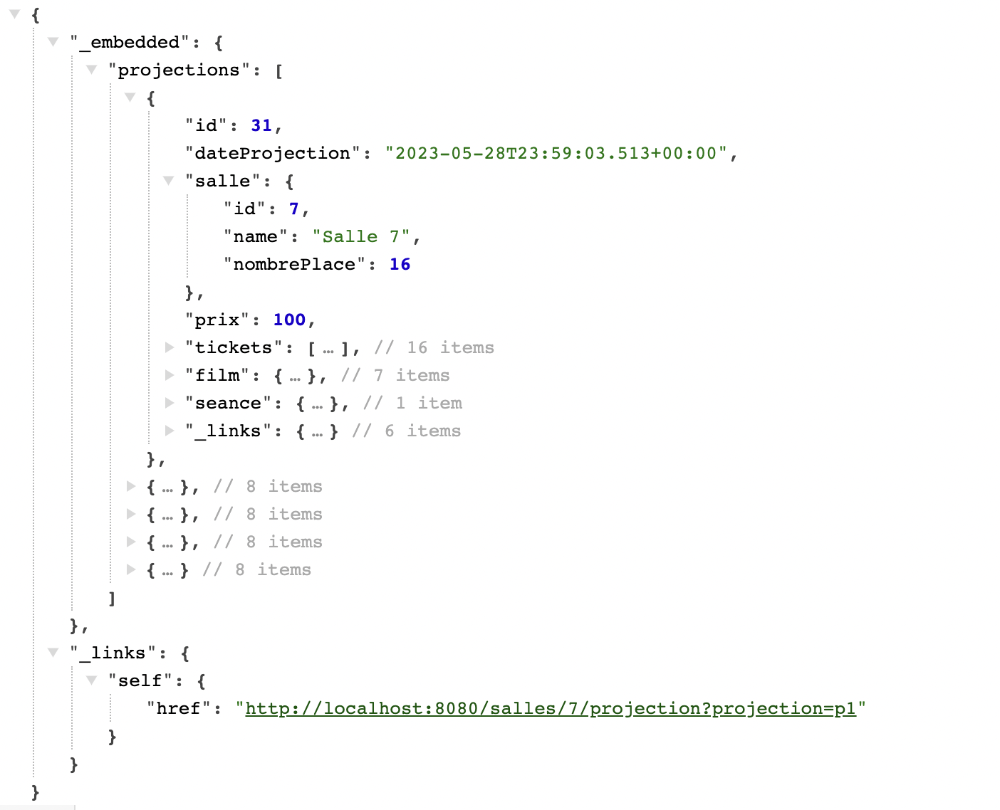 {
"_embedded": {
"projections": [
{
"id": 31,
"dateProjection": "2023-05-28T23:59:03.513+00:00",
"salle": {
"id": 7,
"name": "Salle 7",
"nombrePlace": 16
},
"prix": 100,
"tickets": [ … ], // 16 items
"film": { … }, // 7 items
"seance": { … }, // 1 item
"_links": { … } // 6 items
},
{ … }, // 8 items
{ … }, // 8 items
{ … }, // 8 items
{ … } // 8 items
]
},
"_links": {
"self": {
"href": "http://localhost:8080/salles/7/projection?projection=p1"
}
}
}